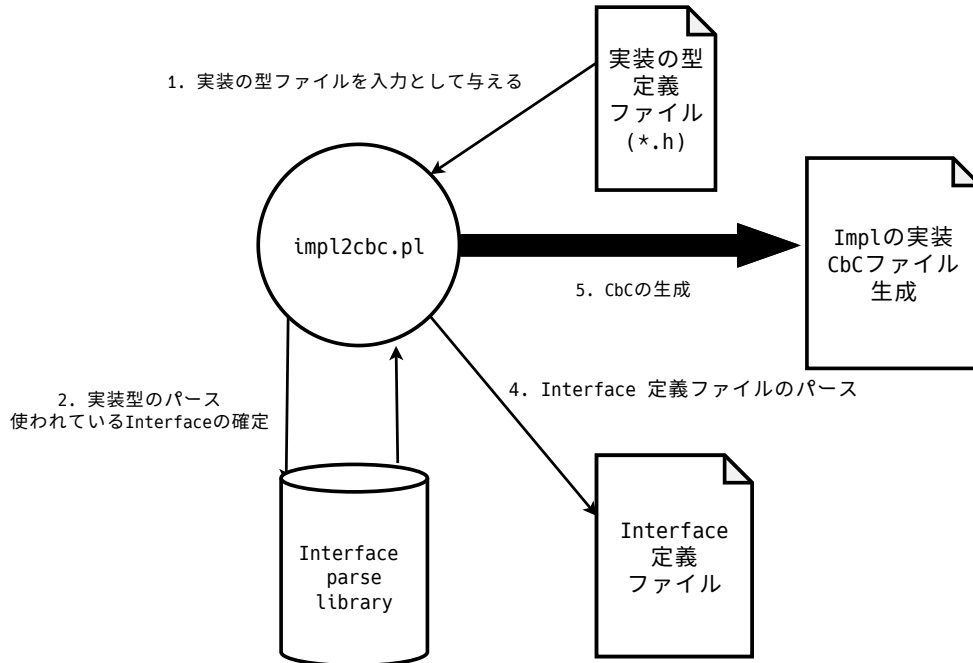 1. 実装の型ファイルを入力として与える
実装の型
定義
ファイル
(*.h)
impl2cbc.pl
Implの実装
CbCファイル
生成
5. CbCの生成
2. 実装型のパース
使われているInterfaceの確定
4. Interface 定義ファイルのパース
Interface
parse
library
Interface
定義
ファイル